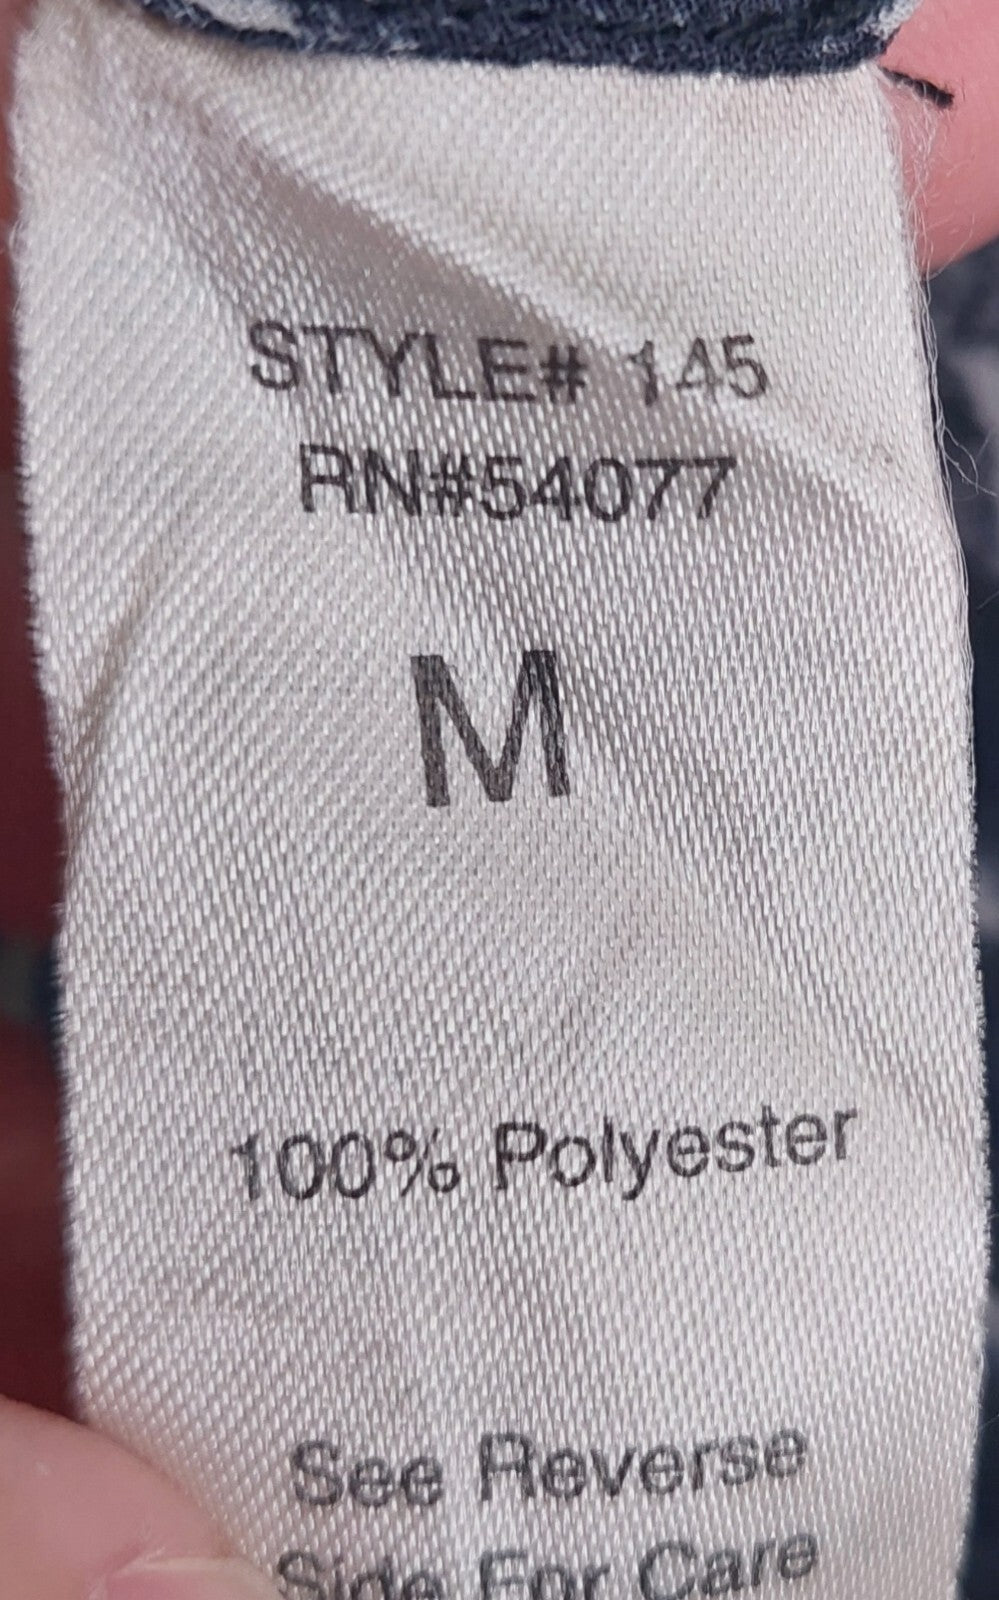 STYLE# 145
RN#54077
M
100% Polyester
See Reverse
Side For Care